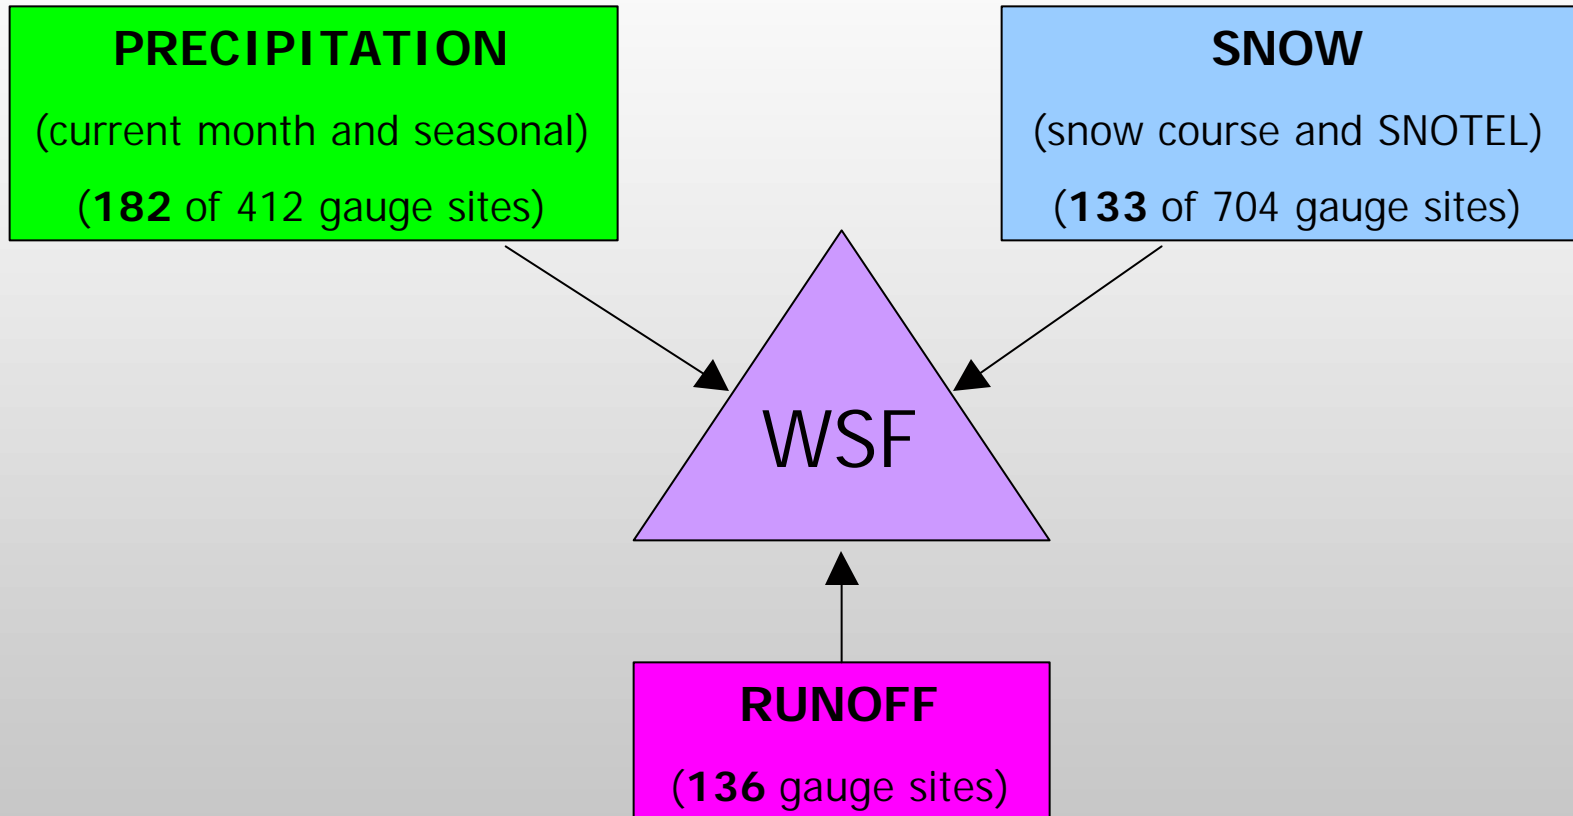 PRECIPITATION
(current month and seasonal)
(182 of 412 gauge sites)
SNOW
(snow course and SNOTEL)
(133 of 704 gauge sites)
WSF
RUNOFF
(136 gauge sites)